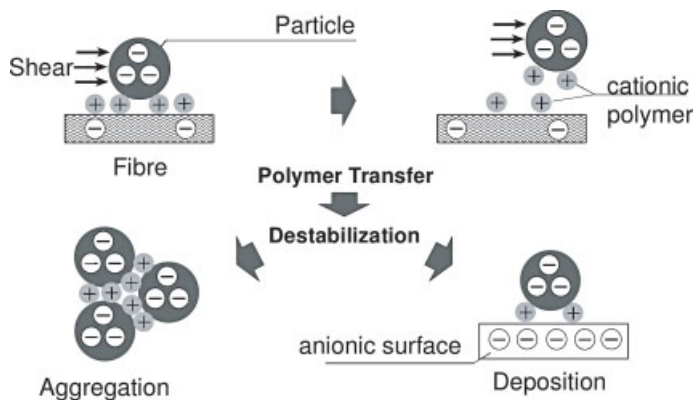 Particle
Shear
cationic
polymer
Fibre
Polymer Transfer
Destabilization
anionic surface
Aggregation
Deposition